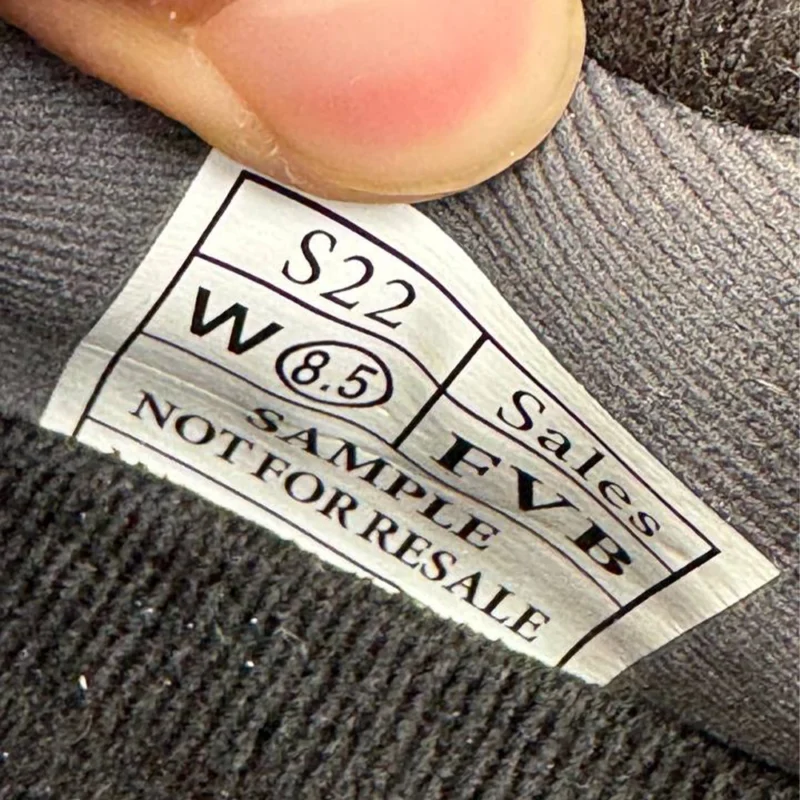 S22 Sales
W 8.5 FVB
SAMPLE
NOT FOR RESALE